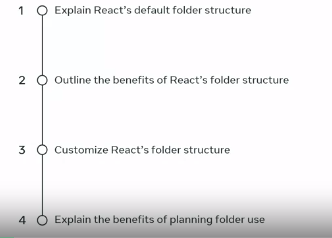 1 Explain React's default folder structure
2 Outline the benefits of React's folder structure
3 Customize React's folder structure
4 Explain the benefits of planning folder use